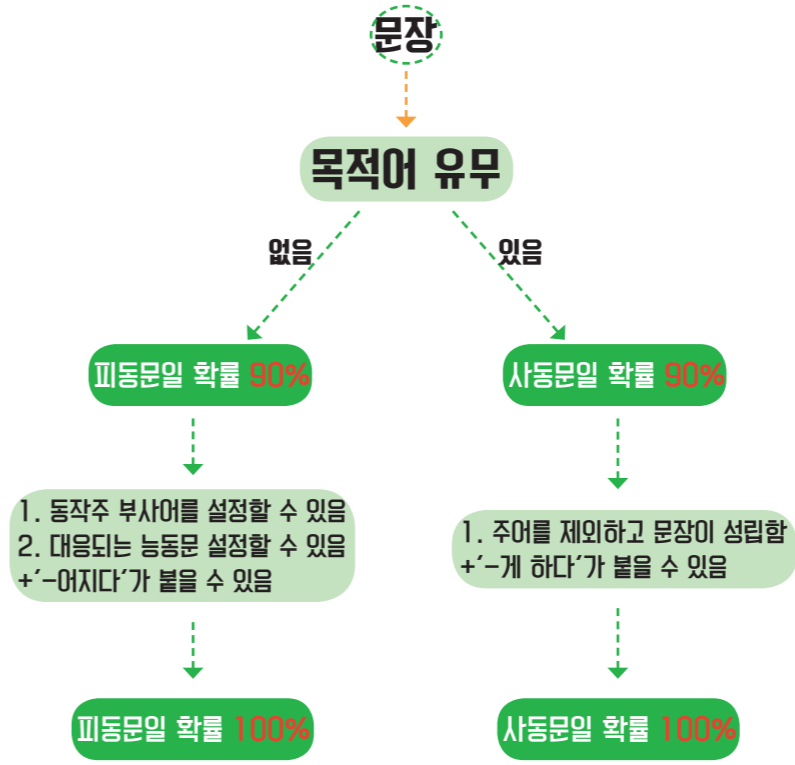 문장
목적어 유무
없음
있음
피동문일 확률 90%
사동문일 확률 90%
1. 동작주 부사어를 설정할 수 있음
2. 대응되는 능동문 설정할 수 있음
+'-어지다'가 붙을 수 있음
1. 주어를 제외하고 문장이 성립함
+'-게 하다'가 붙을 수 있음
피동문일 확률 100%
사동문일 확률 100%